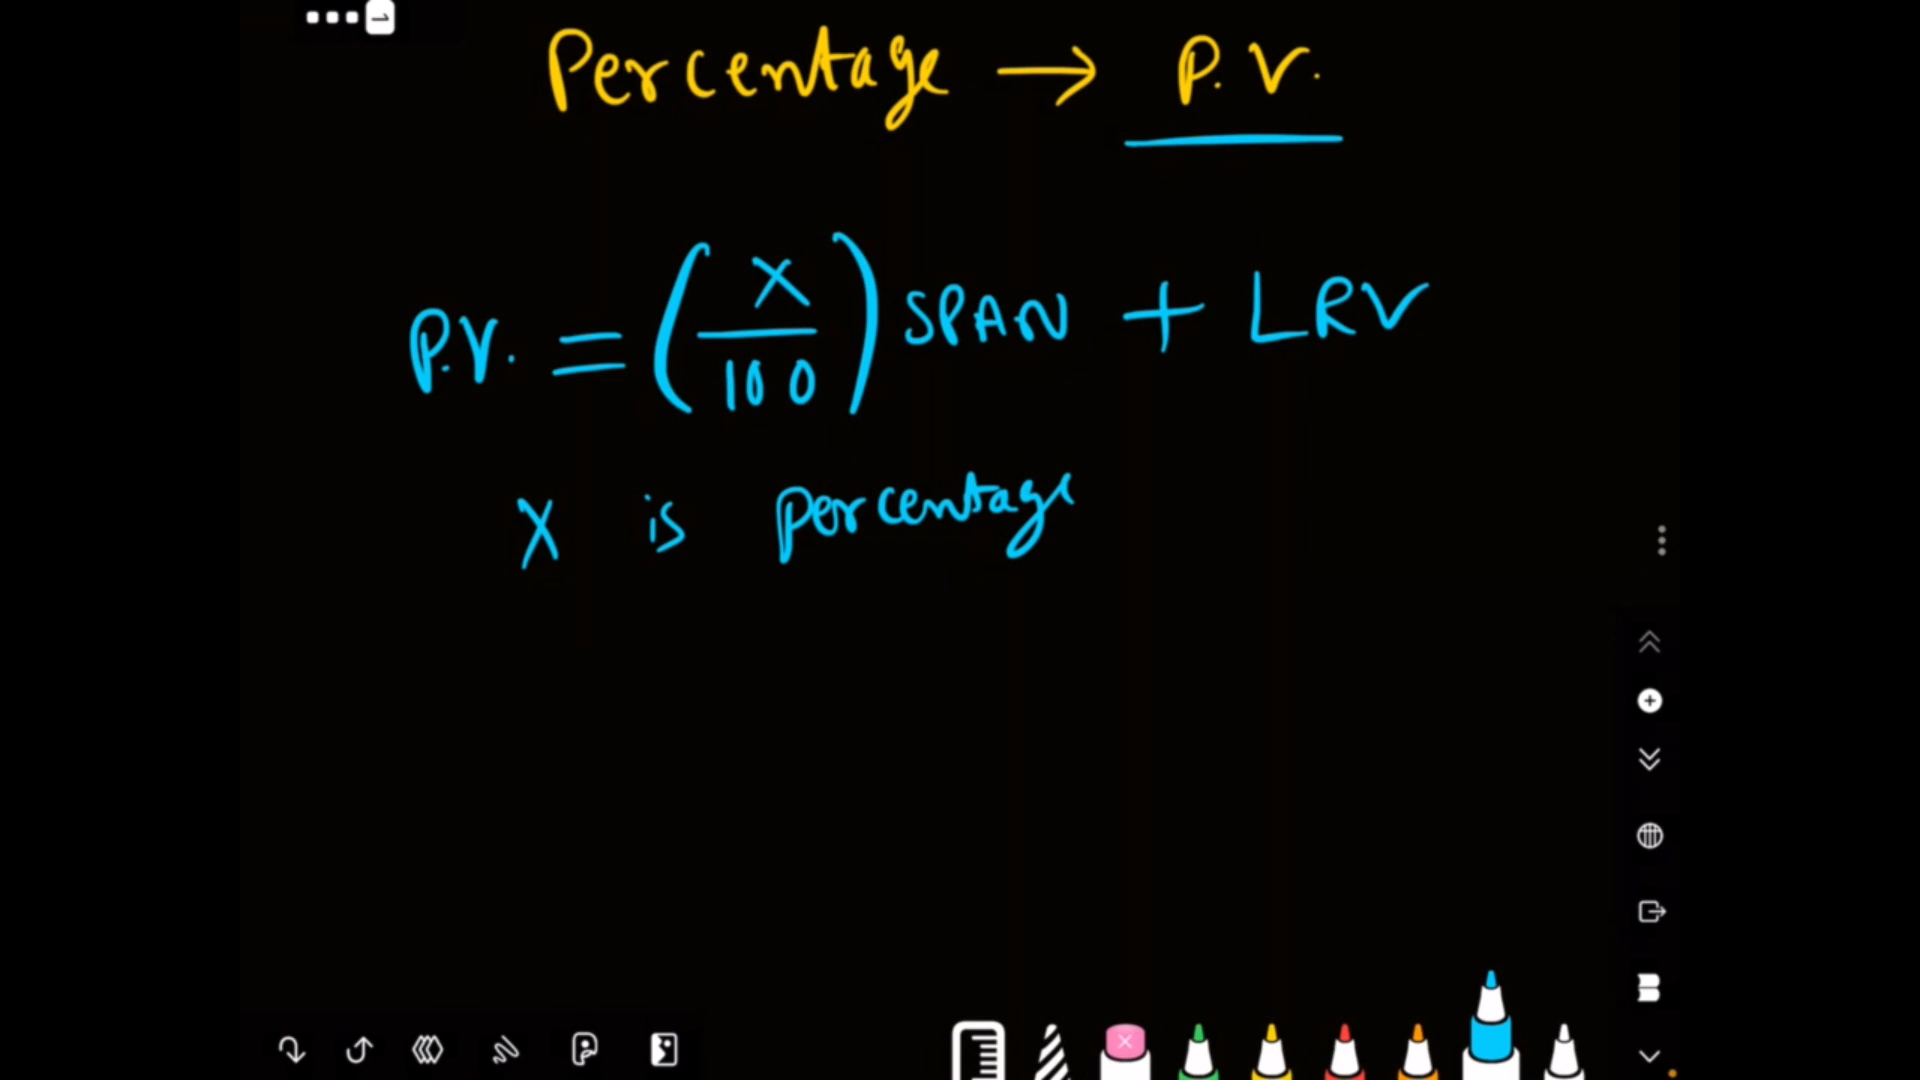 Percentage → P.V.
P.V. = (X/100) SPAN + LRV
X is percentage